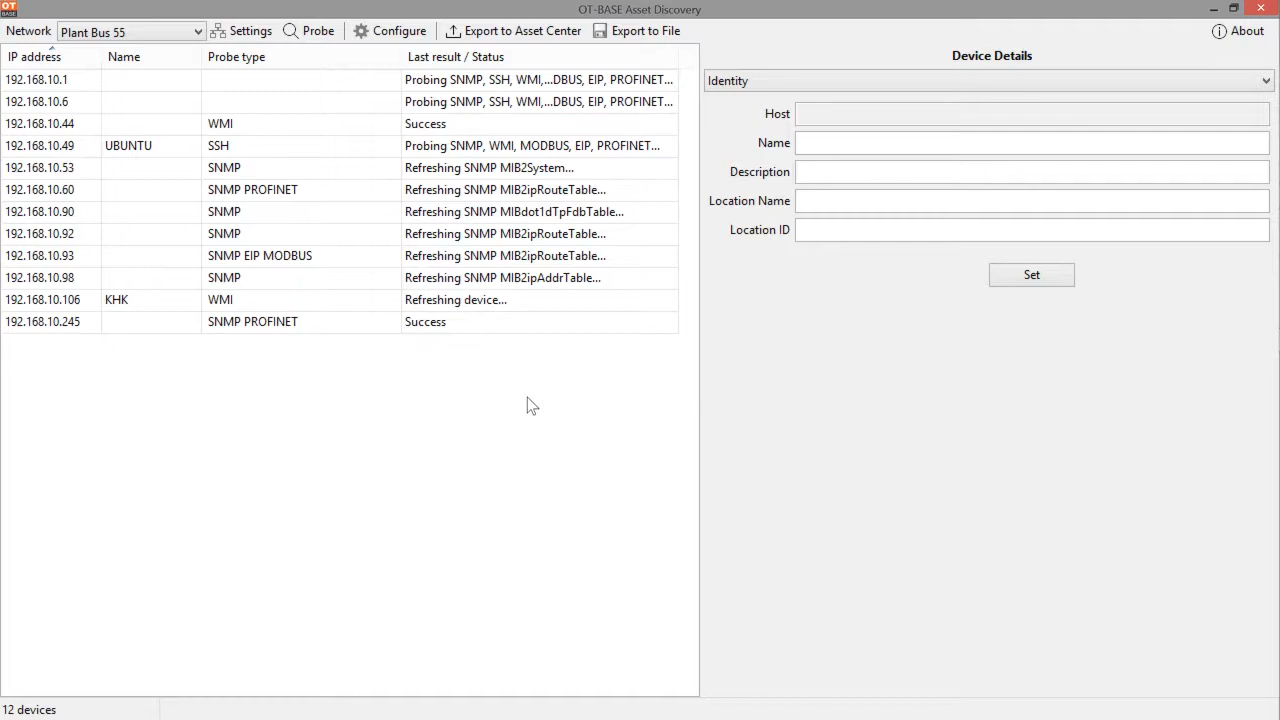 OT BASE OT-BASE Asset Discovery
Network Plant Bus 55 Settings Probe Configure Export to Asset Center Export to File About
IP address Name Probe type Last result / Status
192.168.10.1 Probing SNMP, SSH, WMI,...DBUS, EIP, PROFINET...
192.168.10.6 Probing SNMP, SSH, WMI,...DBUS, EIP, PROFINET...
192.168.10.44 WMI Success
192.168.10.49 UBUNTU SSH Probing SNMP, WMI, MODBUS, EIP, PROFINET...
192.168.10.53 SNMP Refreshing SNMP MIB2System...
192.168.10.60 SNMP PROFINET Refreshing SNMP MIB2ipRouteTable...
192.168.10.90 SNMP Refreshing SNMP MIBdot1dTpFdbTable...
192.168.10.92 SNMP Refreshing SNMP MIB2ipRouteTable...
192.168.10.93 SNMP EIP MODBUS Refreshing SNMP MIB2ipRouteTable...
192.168.10.98 SNMP Refreshing SNMP MIB2ipAddrTable...
192.168.10.106 KHK WMI Refreshing device...
192.168.10.245 SNMP PROFINET Success
Device Details
Identity
Host
Name
Description
Location Name
Location ID
Set
12 devices